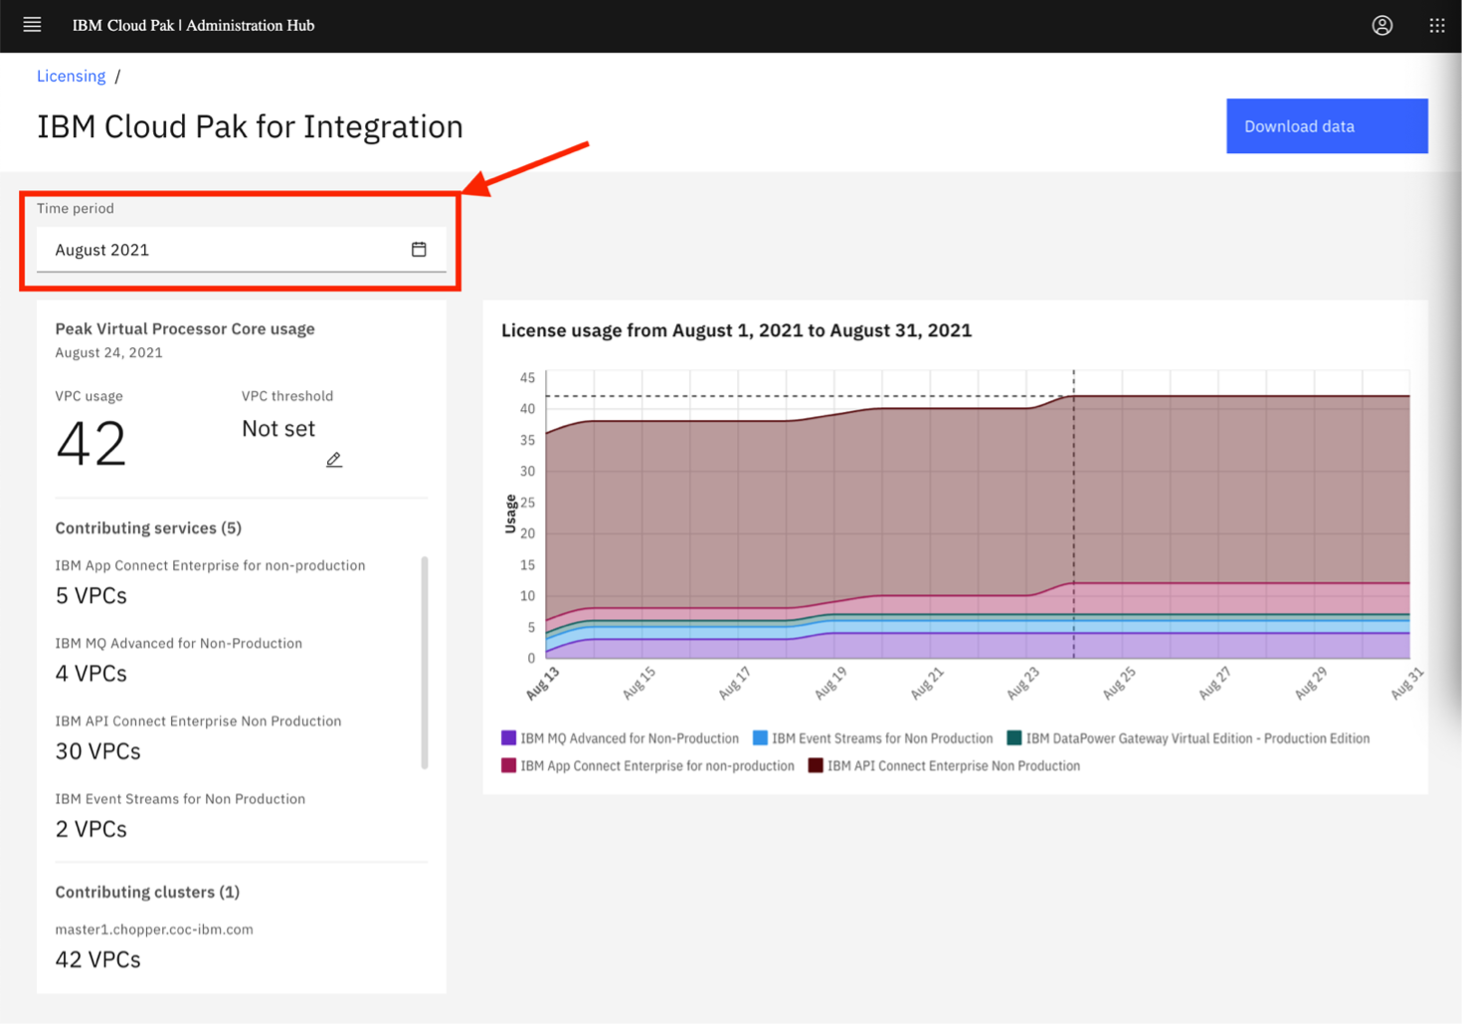 IBM Cloud Pak | Administration Hub
Licensing /
IBM Cloud Pak for Integration
Download data
Time period
August 2021
Peak Virtual Processor Core usage
August 24, 2021
VPC usage
VPC threshold
42
Not set
Contributing services (5)
IBM App Connect Enterprise for non-production
5 VPCs
IBM MQ Advanced for Non-Production
4 VPCs
IBM API Connect Enterprise Non Production
30 VPCs
IBM Event Streams for Non Production
2 VPCs
Contributing clusters (1)
master1.chopper.coc-ibm.com
42 VPCs
License usage from August 1, 2021 to August 31, 2021
Usage
45
40
35
30
25
20
15
10
5
0
Aug 13
Aug 15
Aug 17
Aug 19
Aug 21
Aug 23
Aug 25
Aug 27
Aug 29
Aug 31
IBM MQ Advanced for Non-Production
IBM Event Streams for Non Production
IBM DataPower Gateway Virtual Edition - Production Edition
IBM App Connect Enterprise for non-production
IBM API Connect Enterprise Non Production